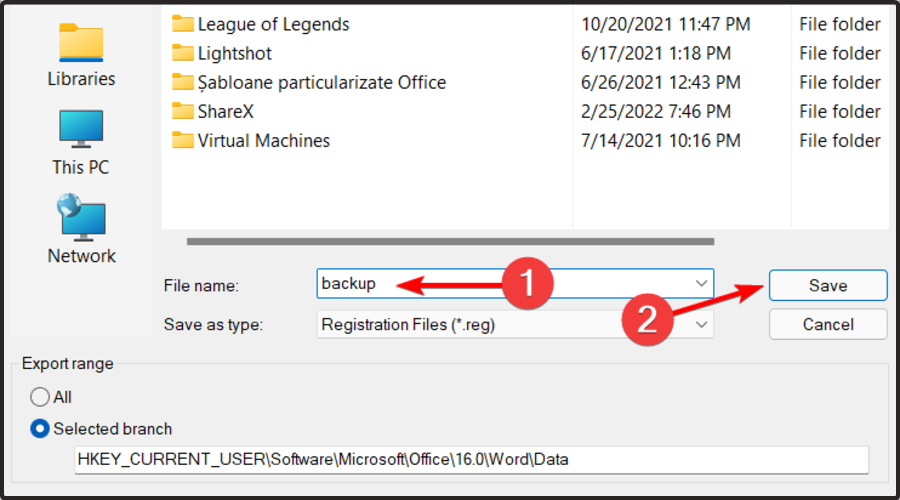 League of Legends 10/20/2021 11:47 PM File folder
Lightshot 6/17/2021 1:18 PM File folder
Șabloane particularizate Office 6/26/2021 12:43 PM File folder
ShareX 2/25/2022 7:46 PM File folder
Virtual Machines 7/14/2021 10:16 PM File folder
Libraries
This PC
Network
File name: backup 1 Save
Save as type: Registration Files (*.reg) 2 Cancel
Export range
All
Selected branch
HKEY_CURRENT_USER\Software\Microsoft\Office\16.0\Word\Data